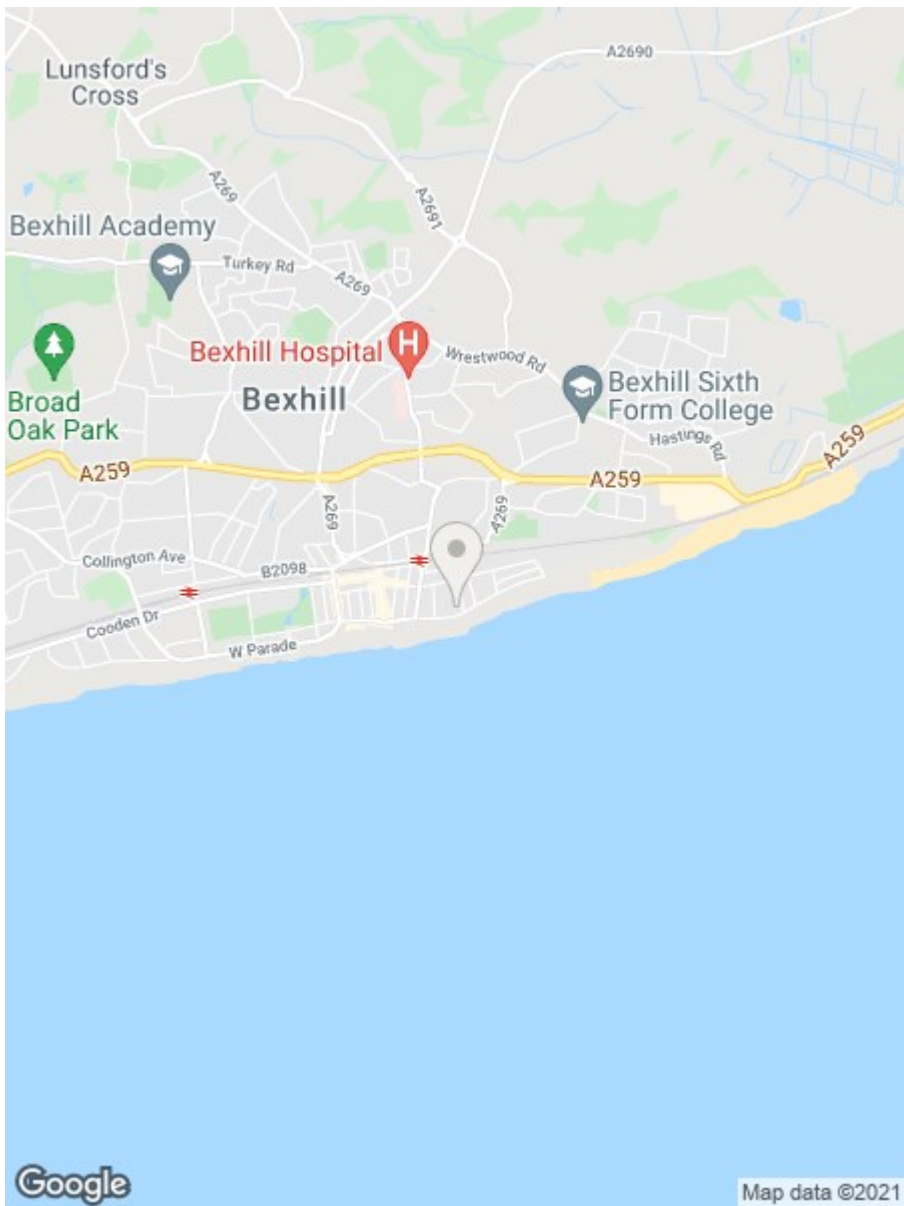 A2690
Lunsford's
Cross
A269
A2691
Bexhill Academy
Turkey Rd
A269
Bexhill Hospital
H
Wrestwood Rd
Broad
Oak Park
Bexhill
Bexhill Sixth
Form College
Hastings Rd
A259
A259
A259
A269
A269
Collington Ave
B2098
Cooden Dr
W Parade
Google
Map data ©2021